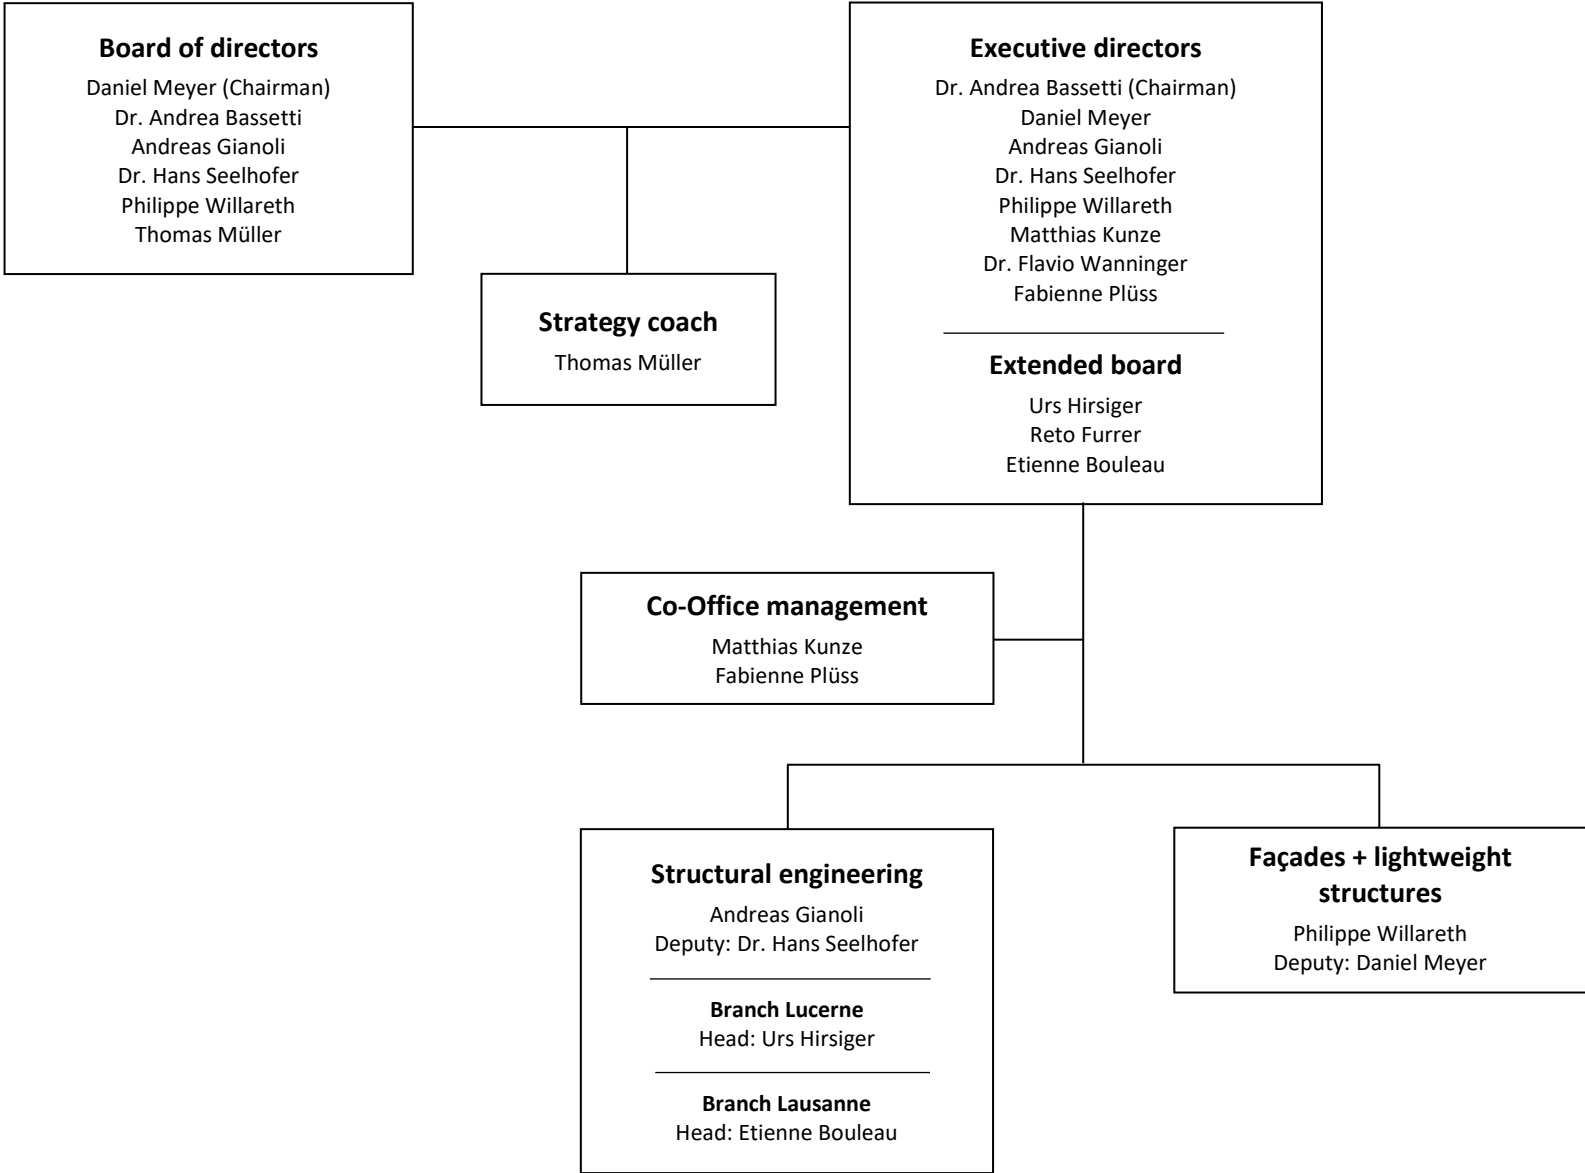 Board of directors
Daniel Meyer (Chairman)
Dr. Andrea Bassetti
Andreas Gianoli
Dr. Hans Seelhofer
Philippe Willareth
Thomas Müller
Executive directors
Dr. Andrea Bassetti (Chairman)
Daniel Meyer
Andreas Gianoli
Dr. Hans Seelhofer
Philippe Willareth
Matthias Kunze
Dr. Flavio Wanninger
Fabienne Plüss
Extended board
Urs Hirsiger
Reto Furrer
Etienne Bouleau
Strategy coach
Thomas Müller
Co-Office management
Matthias Kunze
Fabienne Plüss
Structural engineering
Andreas Gianoli
Deputy: Dr. Hans Seelhofer
Branch Lucerne
Head: Urs Hirsiger
Branch Lausanne
Head: Etienne Bouleau
Façades + lightweight
structures
Philippe Willareth
Deputy: Daniel Meyer